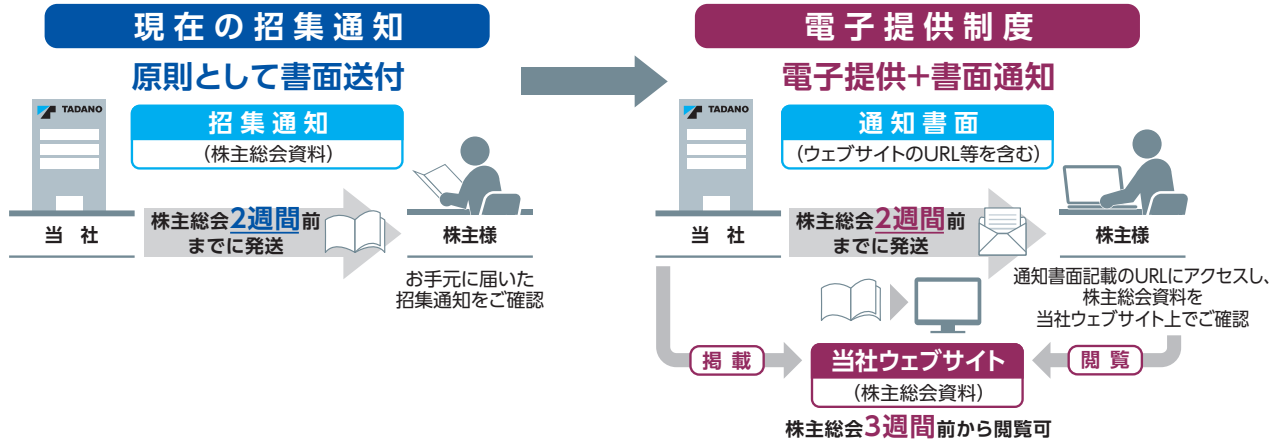 現在の招集通知
原則として書面送付
TADANO
招集通知
(株主総会資料)
当社
株主総会2週間前
までに発送
株主様
お手元に届いた
招集通知をご確認
電子提供制度
電子提供＋書面通知
TADANO
通知書面
(ウェブサイトのURL等を含む)
当社
株主総会2週間前
までに発送
株主様
通知書面記載のURLにアクセスし、
株主総会資料を
当社ウェブサイト上でご確認
掲載
当社ウェブサイト
(株主総会資料)
閲覧
株主総会3週間前から閲覧可